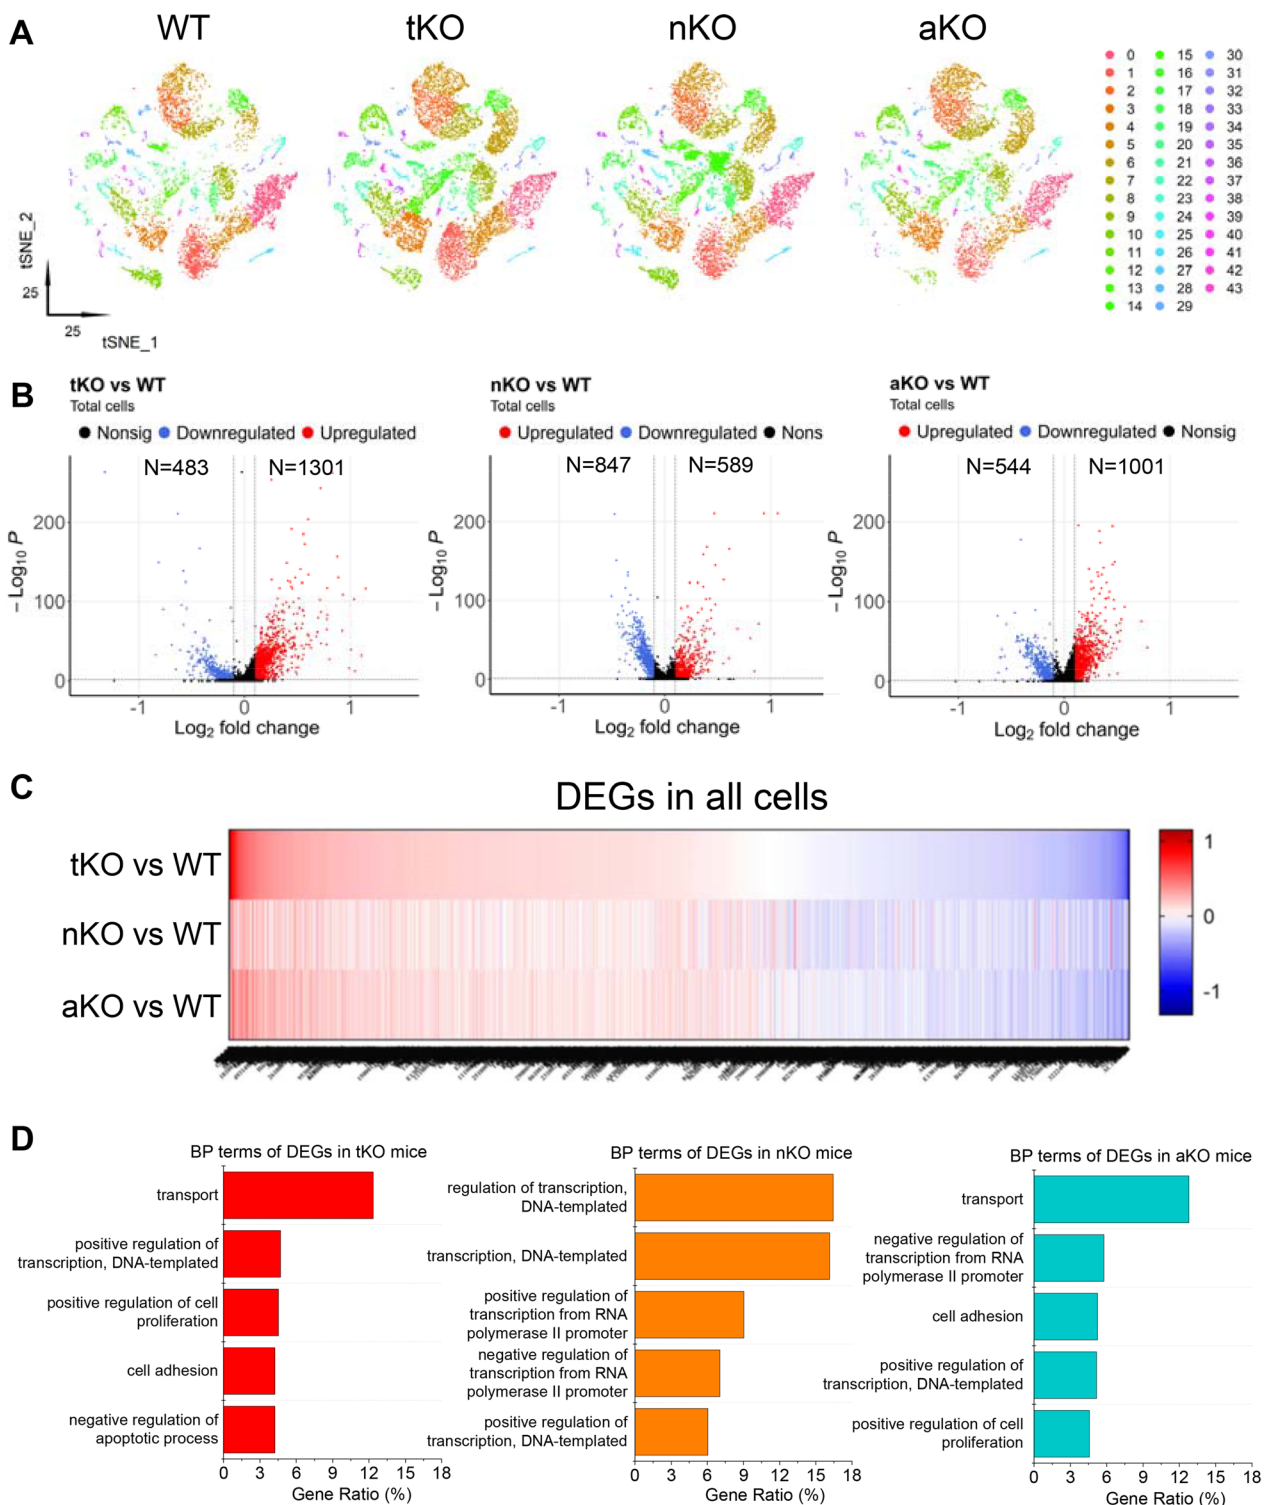 A
WT
tKO
nKO
aKO
0 15 30
1 16 31
2 17 32
3 18 33
4 19 34
5 20 35
6 21 36
7 22 37
8 23 38
9 24 39
10 25 40
11 26 41
12 27 42
13 28 43
14 29
tSNE_2
25
25
tSNE_1
B
tKO vs WT
Total cells
Nonsig Downregulated Upregulated
N=483 N=1301
200
100
0
-1 0 1
– Log10 P
Log2 fold change
nKO vs WT
Total cells
Upregulated Downregulated Nons
N=847 N=589
200
100
0
-1 0 1
– Log10 P
Log2 fold change
aKO vs WT
Total cells
Upregulated Downregulated Nonsig
N=544 N=1001
200
100
0
-1 0 1
– Log10 P
Log2 fold change
C
DEGs in all cells
tKO vs WT
nKO vs WT
aKO vs WT
1
0
-1
D
BP terms of DEGs in tKO mice
transport
positive regulation of
transcription, DNA-templated
positive regulation of cell
proliferation
cell adhesion
negative regulation of
apoptotic process
0 3 6 9 12 15 18
Gene Ratio (%)
BP terms of DEGs in nKO mice
regulation of transcription,
DNA-templated
transcription, DNA-templated
positive regulation of
transcription from RNA
polymerase II promoter
negative regulation of
transcription from RNA
polymerase II promoter
positive regulation of
transcription, DNA-templated
0 3 6 9 12 15 18
Gene Ratio (%)
BP terms of DEGs in aKO mice
transport
negative regulation of
transcription from RNA
polymerase II promoter
cell adhesion
positive regulation of
transcription, DNA-templated
positive regulation of cell
proliferation
0 3 6 9 12 15 18
Gene Ratio (%)